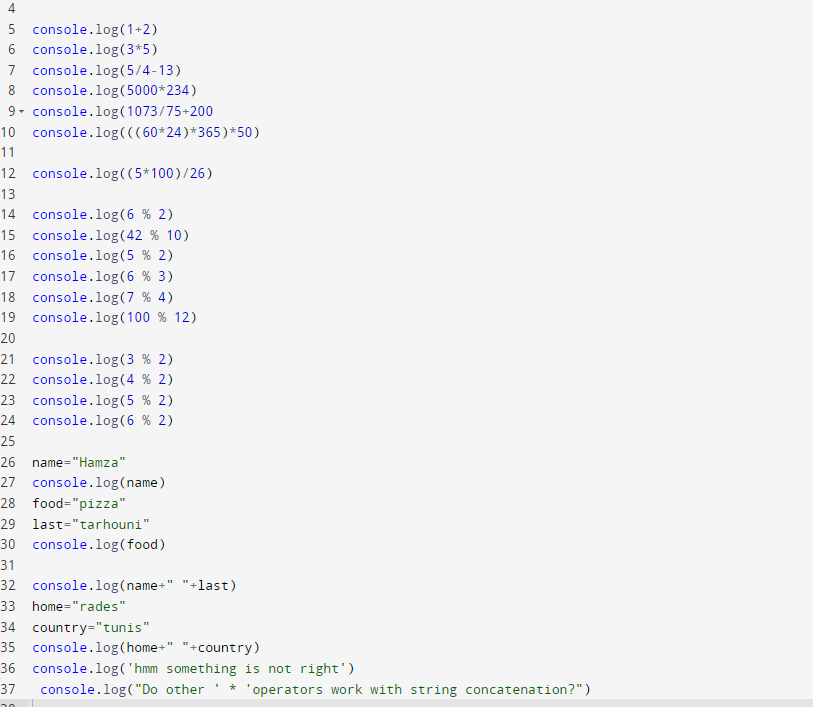 4
5 console.log(1+2)
6 console.log(3*5)
7 console.log(5/4-13)
8 console.log(5000*234)
9 console.log(1073/75+200
10 console.log(((60*24)*365)*50)
11
12 console.log((5*100)/26)
13
14 console.log(6 % 2)
15 console.log(42 % 10)
16 console.log(5 % 2)
17 console.log(6 % 3)
18 console.log(7 % 4)
19 console.log(100 % 12)
20
21 console.log(3 % 2)
22 console.log(4 % 2)
23 console.log(5 % 2)
24 console.log(6 % 2)
25
26 name="Hamza"
27 console.log(name)
28 food="pizza"
29 last="tarhouni"
30 console.log(food)
31
32 console.log(name+" "+last)
33 home="rades"
34 country="tunis"
35 console.log(home+" "+country)
36 console.log('hmm something is not right')
37 console.log("Do other ' * 'operators work with string concatenation?")